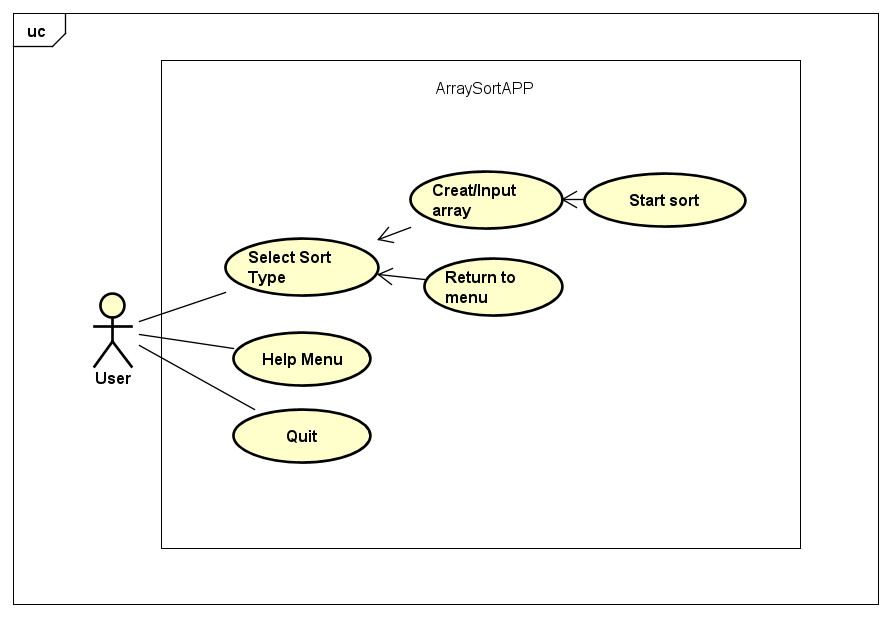 uc
ArraySortAPP
Creat/Input
array
Start sort
Select Sort
Type
Return to
menu
Help Menu
User
Quit